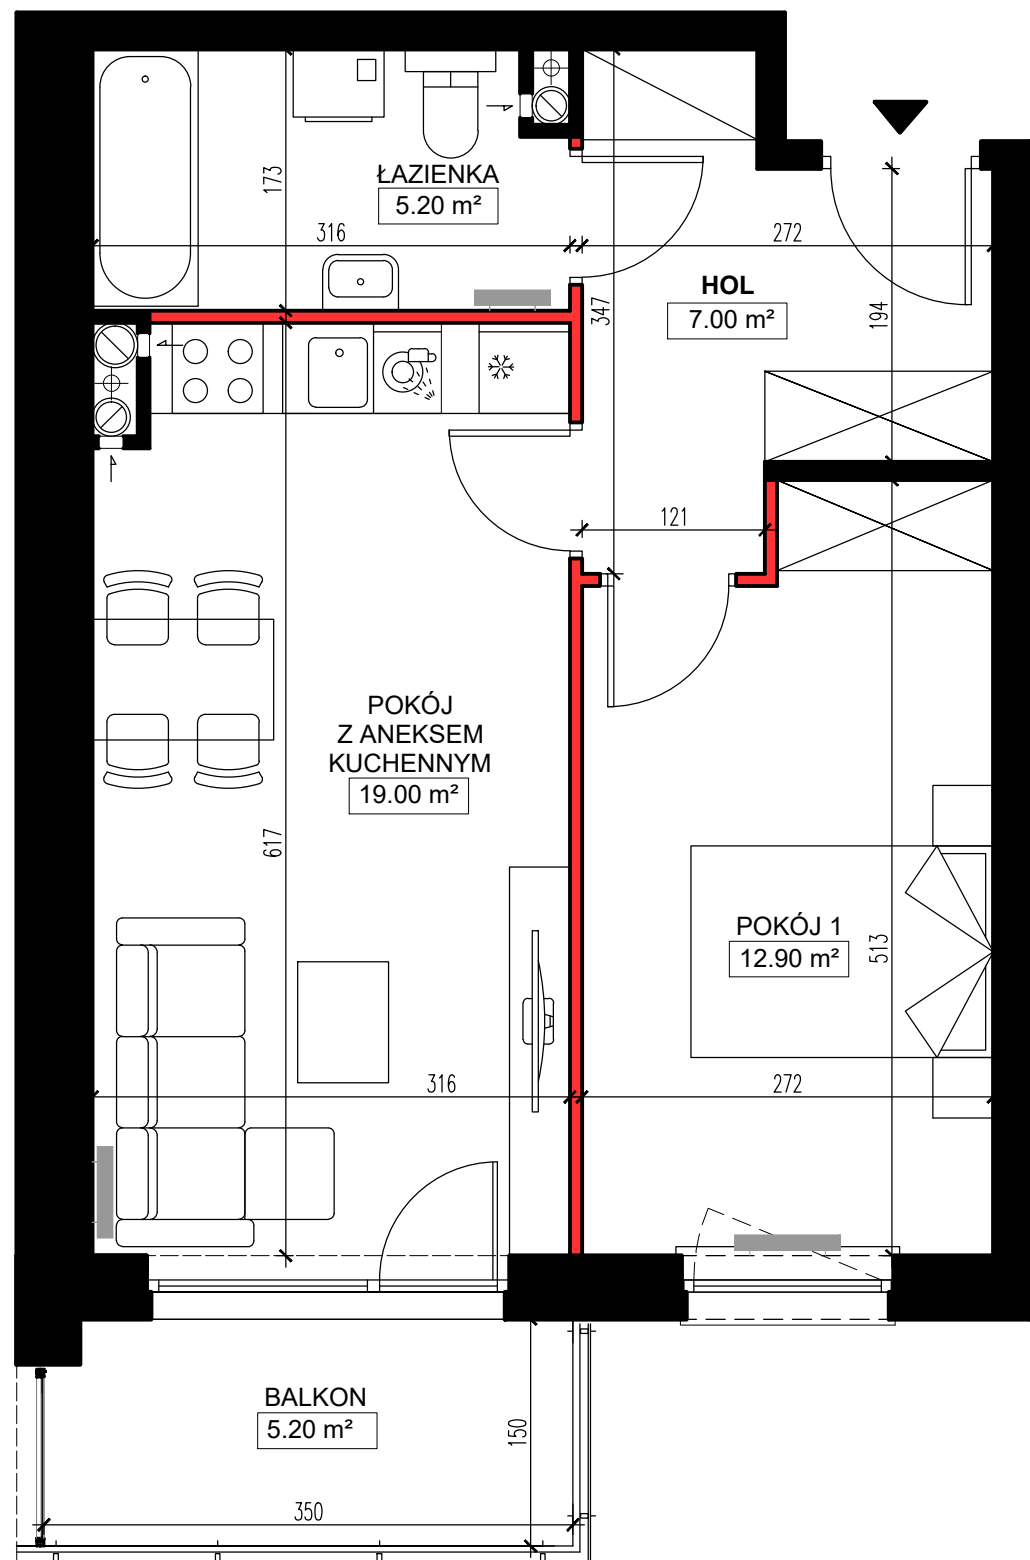 ŁAZIENKA
5.20 m²
173
316
272
HOL
7.00 m²
347
194
121
POKÓJ
Z ANEKSEM
KUCHENNYM
19.00 m²
617
POKÓJ 1
12.90 m²
513
316
272
BALKON
5.20 m²
150
350